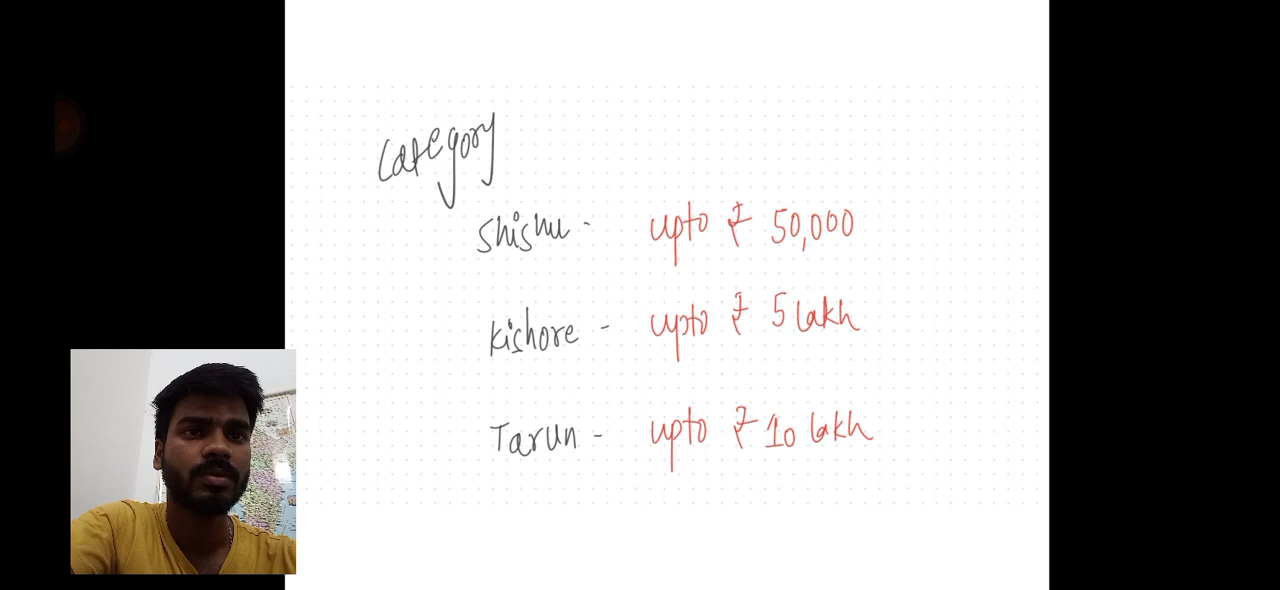 Category
Shishu - upto ₹ 50,000
Kishore - upto ₹ 5 lakh
Tarun - upto ₹ 10 lakh